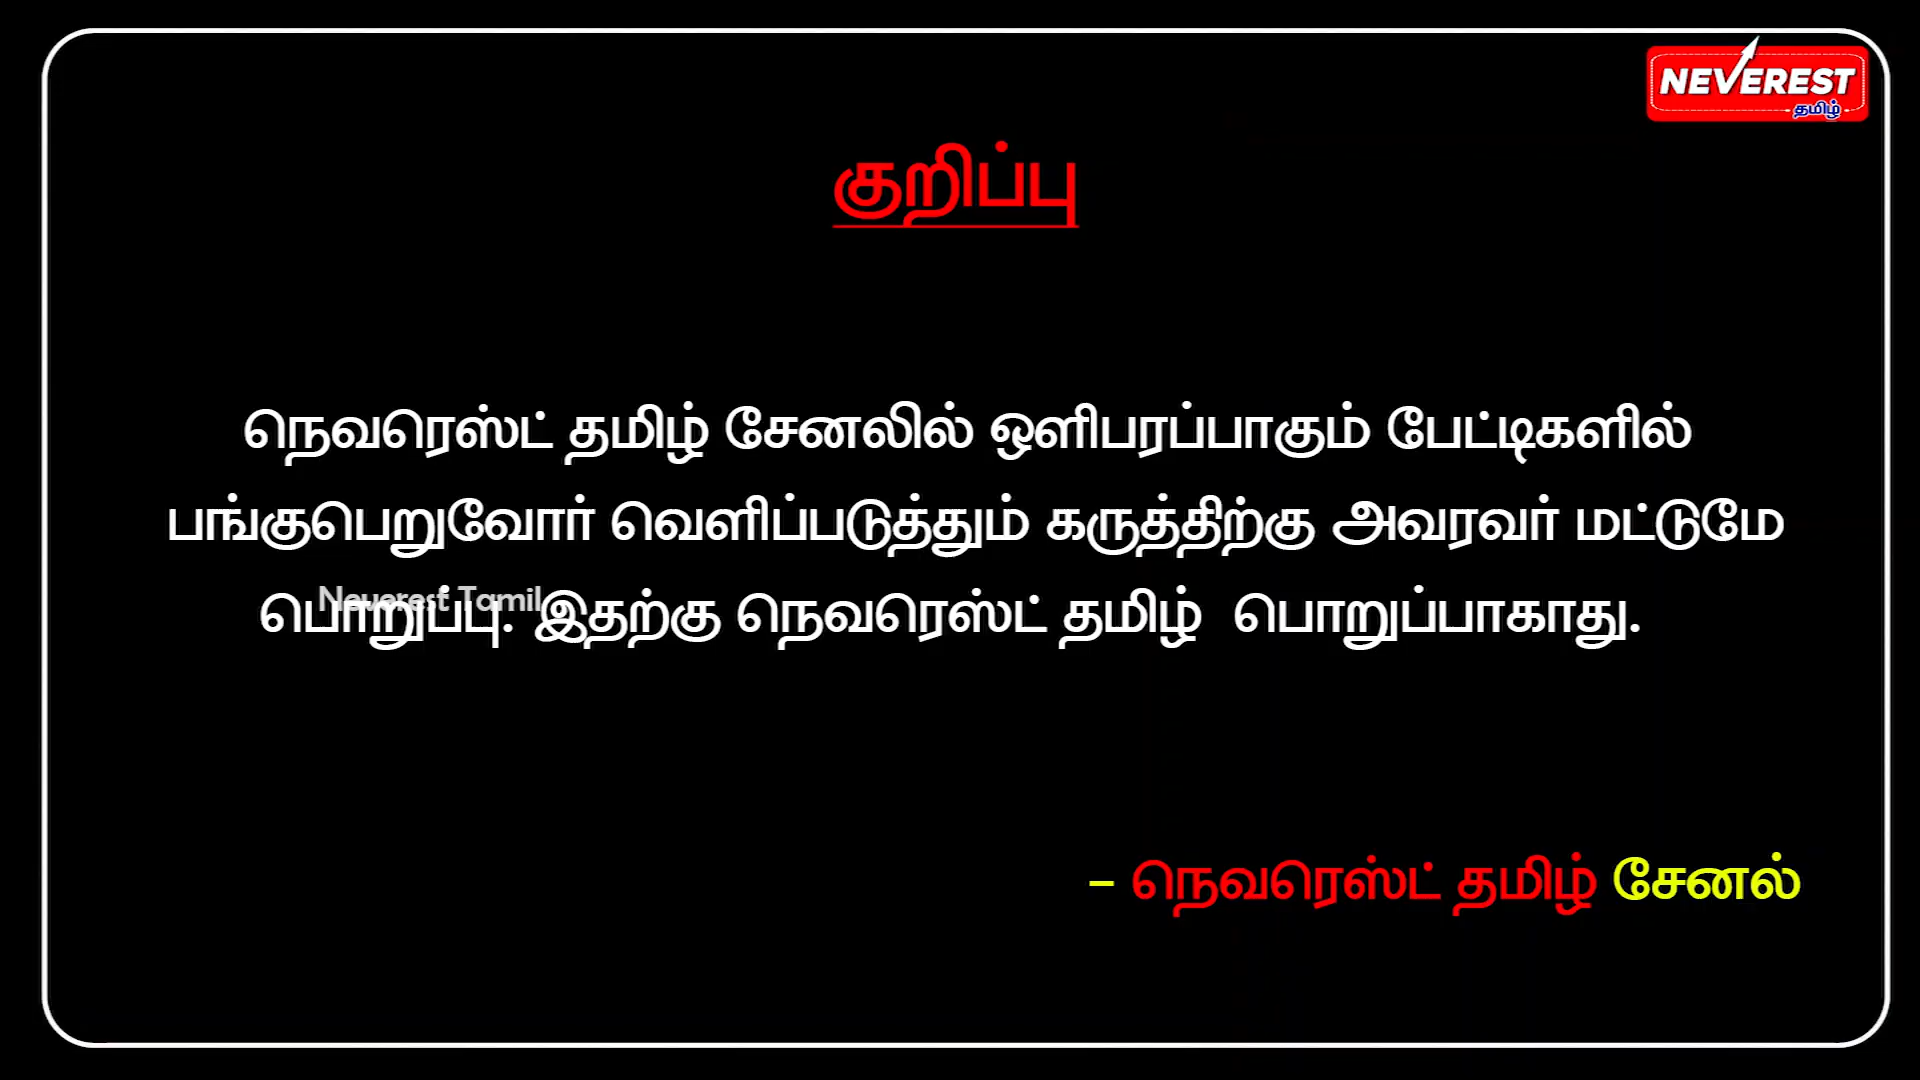 NEVEREST
தமிழ்
குறிப்பு
நெவரெஸ்ட் தமிழ் சேனலில் ஒளிபரப்பாகும் பேட்டிகளில்
பங்குபெறுவோர் வெளிப்படுத்தும் கருத்திற்கு அவரவர் மட்டுமே
பொறுப்பு. இதற்கு நெவரெஸ்ட் தமிழ் பொறுப்பாகாது.
Neverest Tamil
– நெவரெஸ்ட் தமிழ் சேனல்